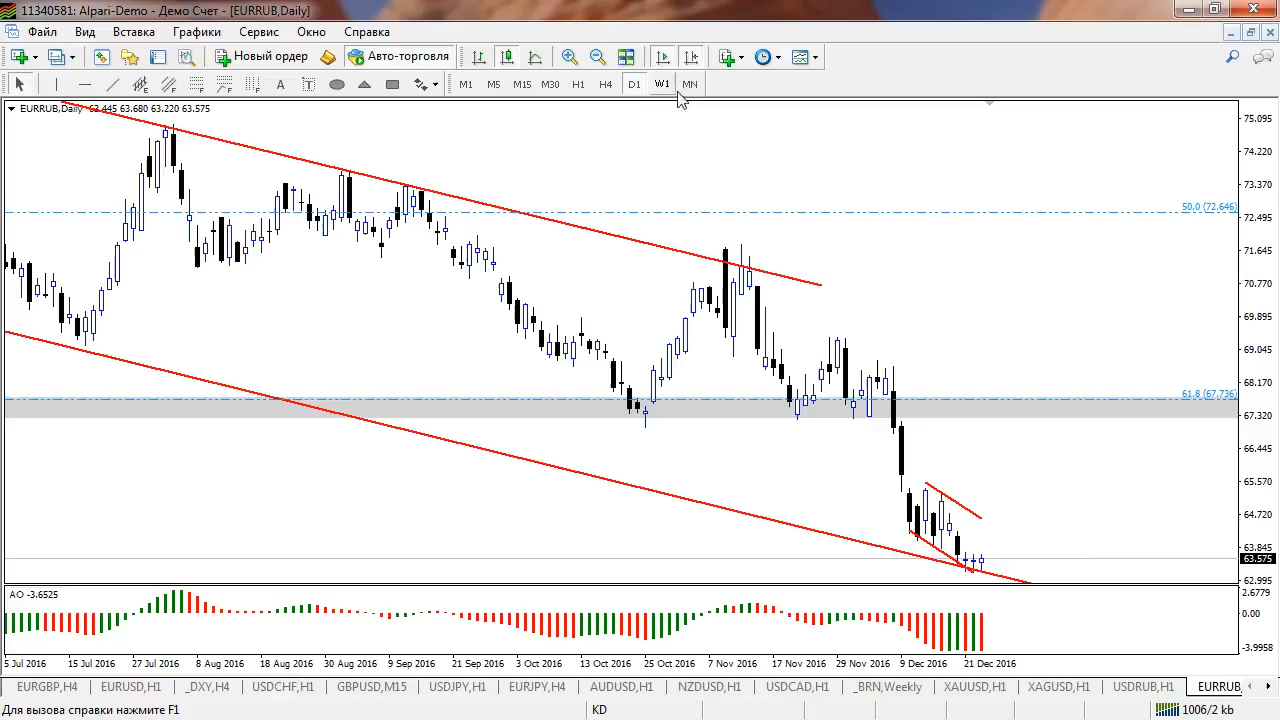 11340581: Alpari-Demo - Демо Счет - [EURRUB,Daily]
Файл Вид Вставка Графики Сервис Окно Справка
Новый ордер Авто-торговля
A T M1 M5 M15 M30 H1 H4 D1 W1 MN
EURRUB,Daily 63.445 63.680 63.220 63.575
75.095
74.220
73.370
50.0 (72.646)
72.495
71.645
70.770
69.895
69.045
68.170
61.8 (67.736)
67.320
66.445
65.570
64.720
63.845
63.575
62.995
AO -3.6525
2.6779
0.00
-3.9958
5 Jul 2016 15 Jul 2016 27 Jul 2016 8 Aug 2016 18 Aug 2016 30 Aug 2016 9 Sep 2016 21 Sep 2016 3 Oct 2016 13 Oct 2016 25 Oct 2016 7 Nov 2016 17 Nov 2016 29 Nov 2016 9 Dec 2016 21 Dec 2016
EURGBP,H4 EURUSD,H1 _DXY,H4 USDCHF,H1 GBPUSD,M15 USDJPY,H1 EURJPY,H4 AUDUSD,H1 NZDUSD,H1 USDCAD,H1 _BRN,Weekly XAUUSD,H1 XAGUSD,H1 USDRUB,H1 EURRUB,
Для вызова справки нажмите F1 KD 1006/2 kb